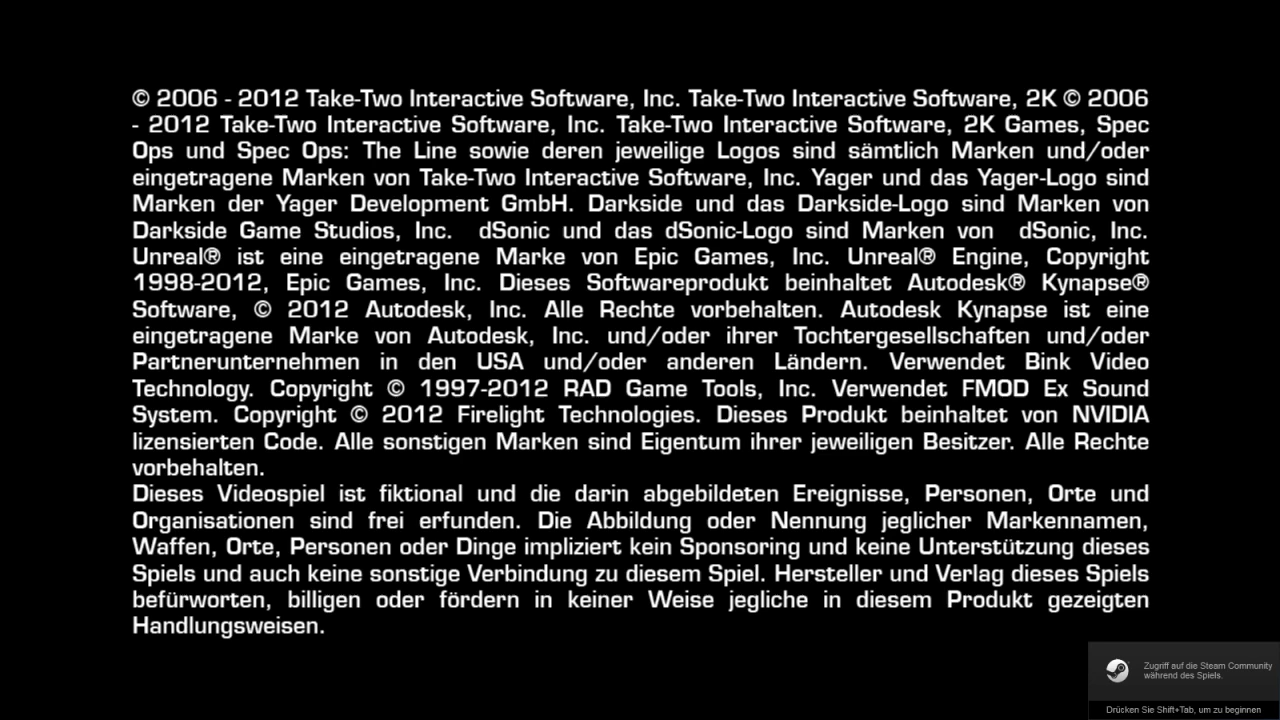 © 2006 - 2012 Take-Two Interactive Software, Inc. Take-Two Interactive Software, 2K © 2006
- 2012 Take-Two Interactive Software, Inc. Take-Two Interactive Software, 2K Games, Spec
Ops und Spec Ops: The Line sowie deren jeweilige Logos sind sämtlich Marken und/oder
eingetragene Marken von Take-Two Interactive Software, Inc. Yager und das Yager-Logo sind
Marken der Yager Development GmbH. Darkside und das Darkside-Logo sind Marken von
Darkside Game Studios, Inc. dSonic und das dSonic-Logo sind Marken von dSonic, Inc.
Unreal® ist eine eingetragene Marke von Epic Games, Inc. Unreal® Engine, Copyright
1998-2012, Epic Games, Inc. Dieses Softwareprodukt beinhaltet Autodesk® Kynapse®
Software, © 2012 Autodesk, Inc. Alle Rechte vorbehalten. Autodesk Kynapse ist eine
eingetragene Marke von Autodesk, Inc. und/oder ihrer Tochtergesellschaften und/oder
Partnerunternehmen in den USA und/oder anderen Ländern. Verwendet Bink Video
Technology. Copyright © 1997-2012 RAD Game Tools, Inc. Verwendet FMOD Ex Sound
System. Copyright © 2012 Firelight Technologies. Dieses Produkt beinhaltet von NVIDIA
lizensierten Code. Alle sonstigen Marken sind Eigentum ihrer jeweiligen Besitzer. Alle Rechte
vorbehalten.
Dieses Videospiel ist fiktional und die darin abgebildeten Ereignisse, Personen, Orte und
Organisationen sind frei erfunden. Die Abbildung oder Nennung jeglicher Markennamen,
Waffen, Orte, Personen oder Dinge impliziert kein Sponsoring und keine Unterstützung dieses
Spiels und auch keine sonstige Verbindung zu diesem Spiel. Hersteller und Verlag dieses Spiels
befürworten, billigen oder fördern in keiner Weise jegliche in diesem Produkt gezeigten
Handlungsweisen.
Zugriff auf die Steam Community
während des Spiels.
Drücken Sie Shift+Tab, um zu beginnen